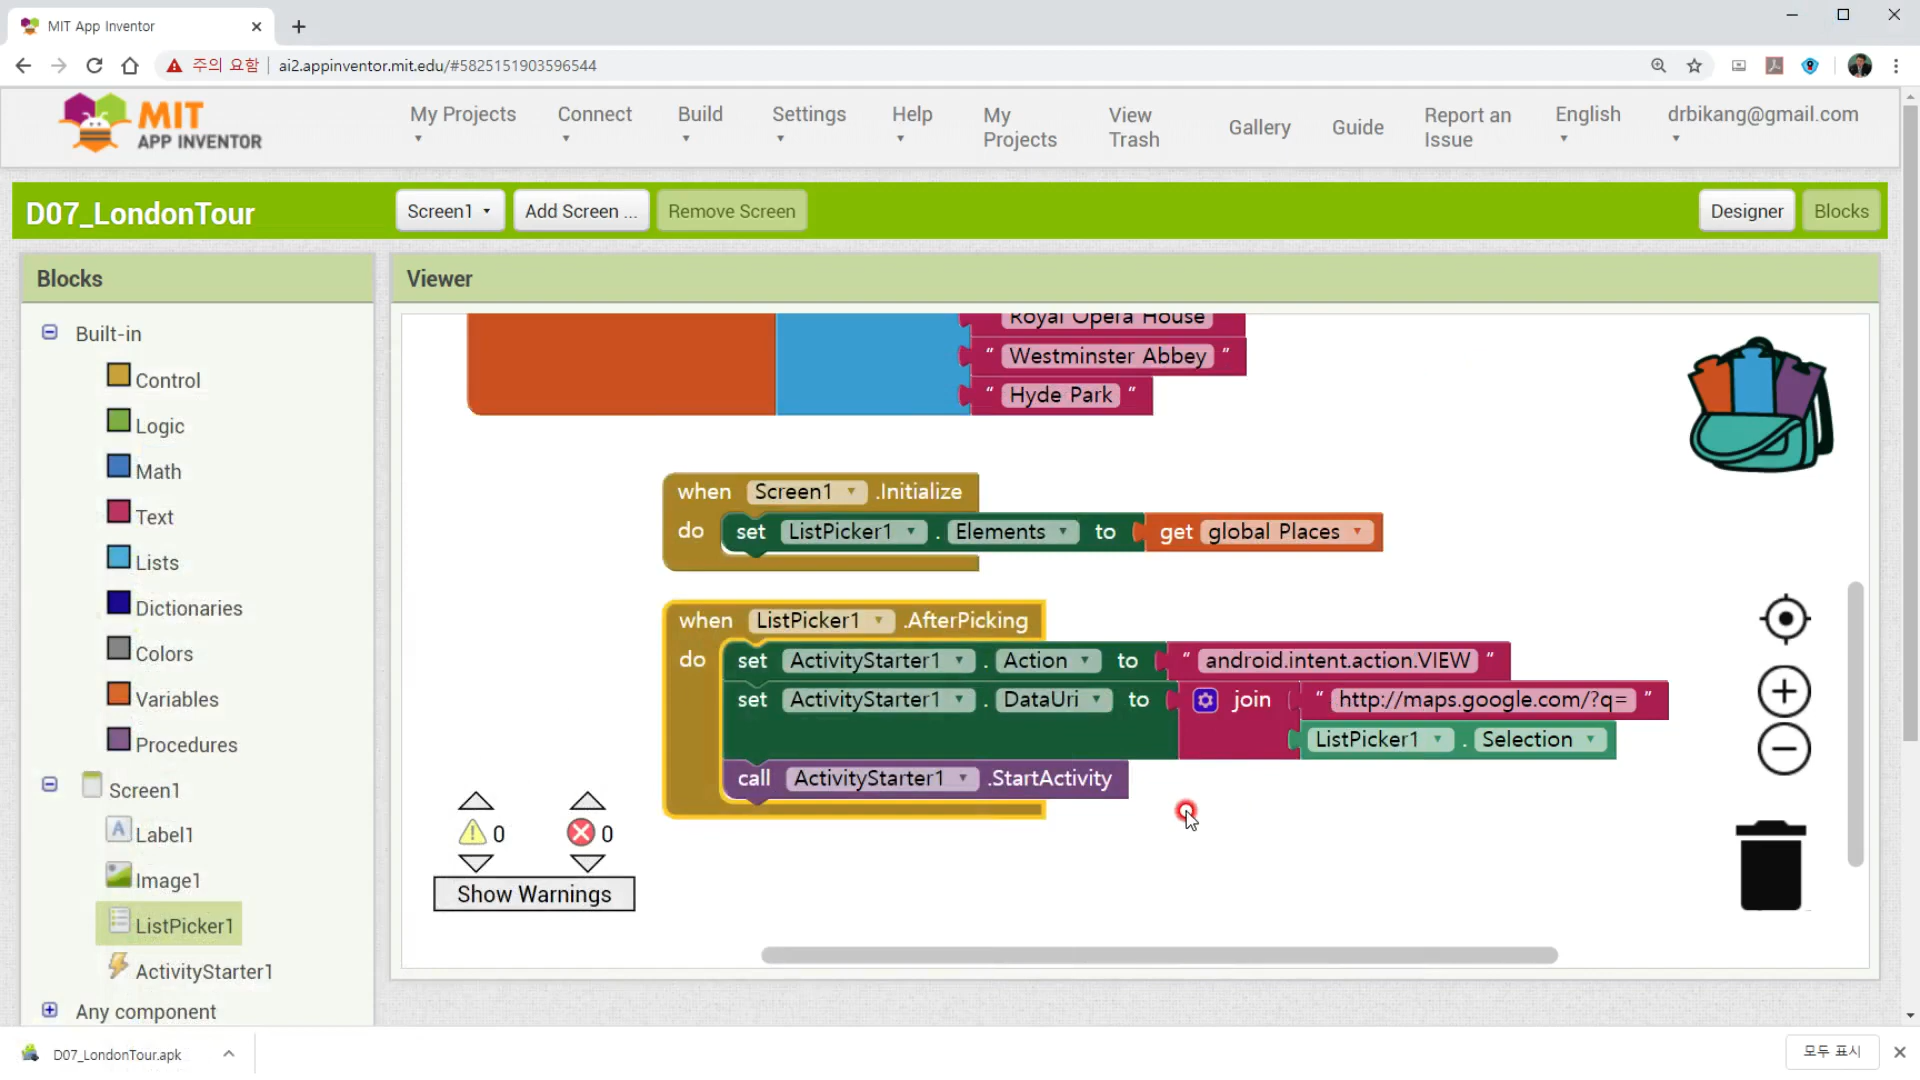 MIT App Inventor
주의 요함 ai2.appinventor.mit.edu/#5825151903596544
MIT
APP INVENTOR
My Projects
Connect
Build
Settings
Help
My
Projects
View
Trash
Gallery
Guide
Report an
Issue
English
drbikang@gmail.com
D07_LondonTour
Screen1
Add Screen ...
Remove Screen
Designer
Blocks
Blocks
Built-in
Control
Logic
Math
Text
Lists
Dictionaries
Colors
Variables
Procedures
Screen1
Label1
Image1
ListPicker1
ActivityStarter1
Any component
Viewer
Royal Opera House
" Westminster Abbey "
" Hyde Park "
when Screen1 .Initialize
do set ListPicker1 . Elements to get global Places
when ListPicker1 .AfterPicking
do set ActivityStarter1 . Action to " android.intent.action.VIEW "
set ActivityStarter1 . DataUri to join " http://maps.google.com/?q= "
ListPicker1 . Selection
call ActivityStarter1 .StartActivity
0 0
Show Warnings
D07_LondonTour.apk
모두 표시